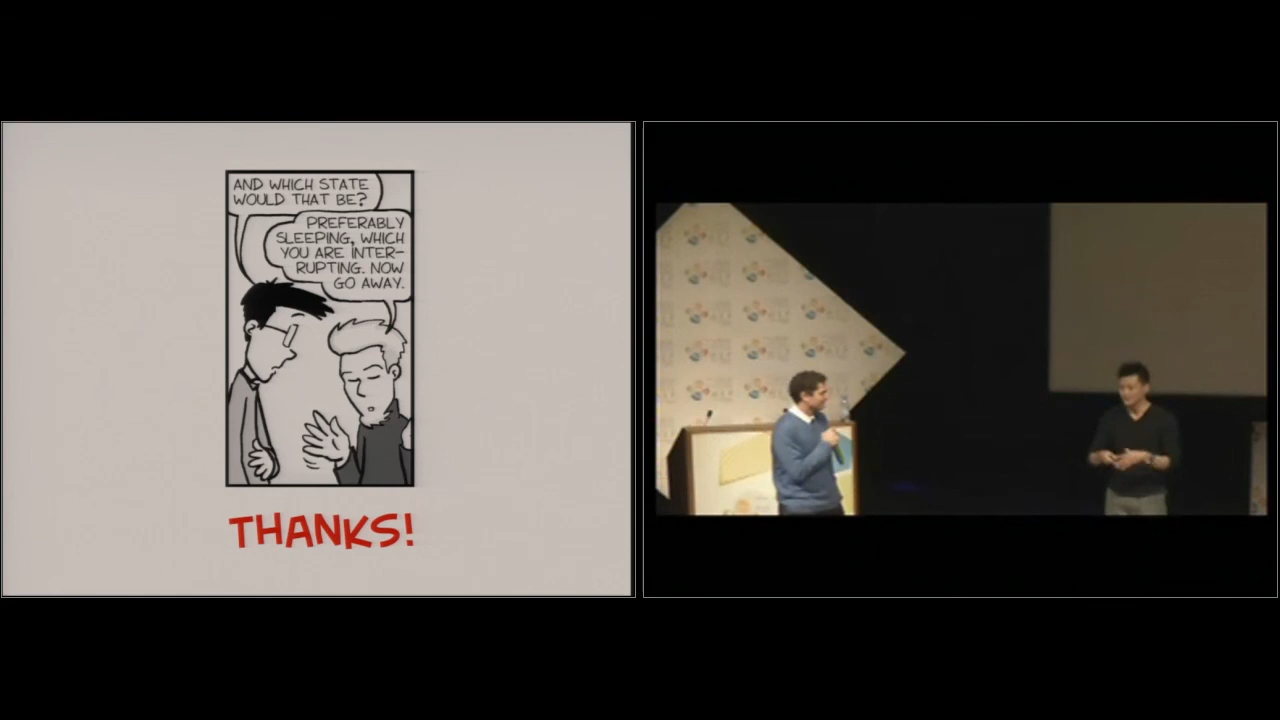 AND WHICH STATE
WOULD THAT BE?
PREFERABLY
SLEEPING, WHICH
YOU ARE INTER-
RUPTING. NOW
GO AWAY.
THANKS!